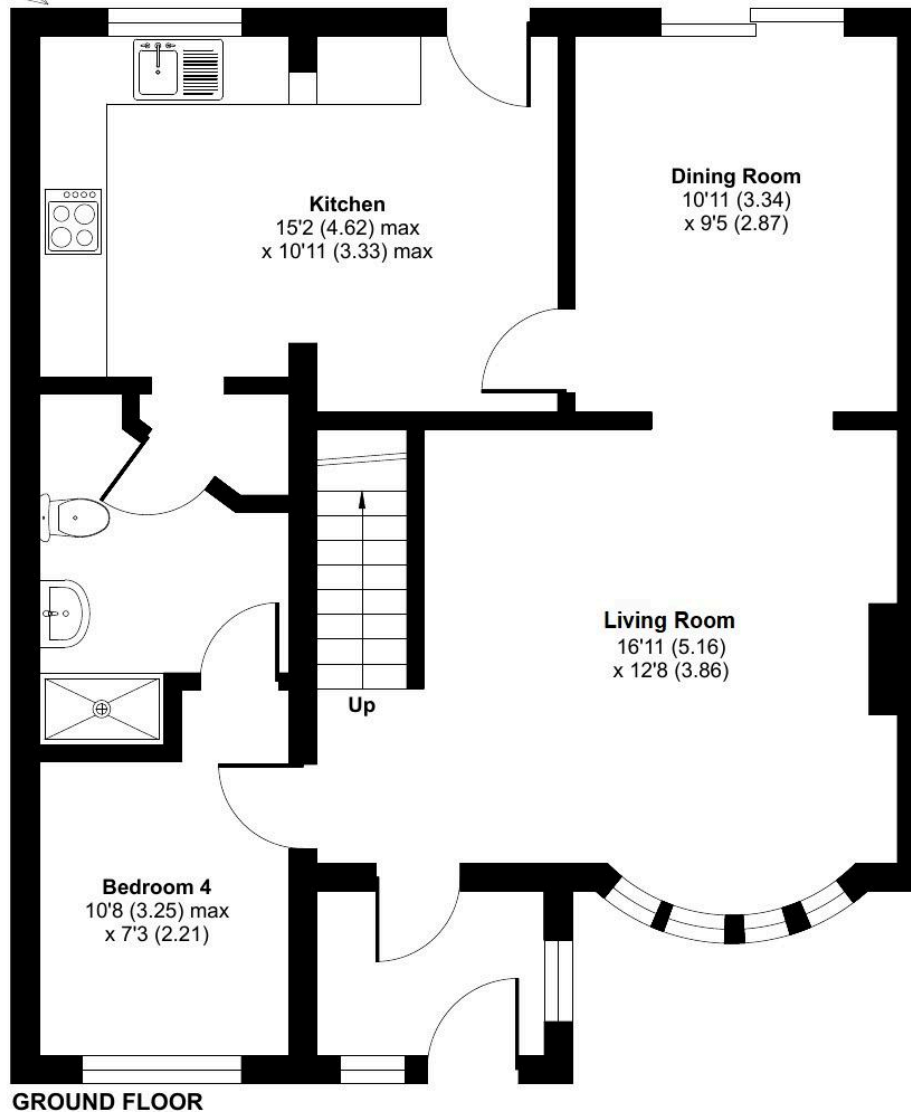 Kitchen
15'2 (4.62) max
x 10'11 (3.33) max
Dining Room
10'11 (3.34)
x 9'5 (2.87)
Living Room
16'11 (5.16)
x 12'8 (3.86)
Up
Bedroom 4
10'8 (3.25) max
x 7'3 (2.21)
GROUND FLOOR